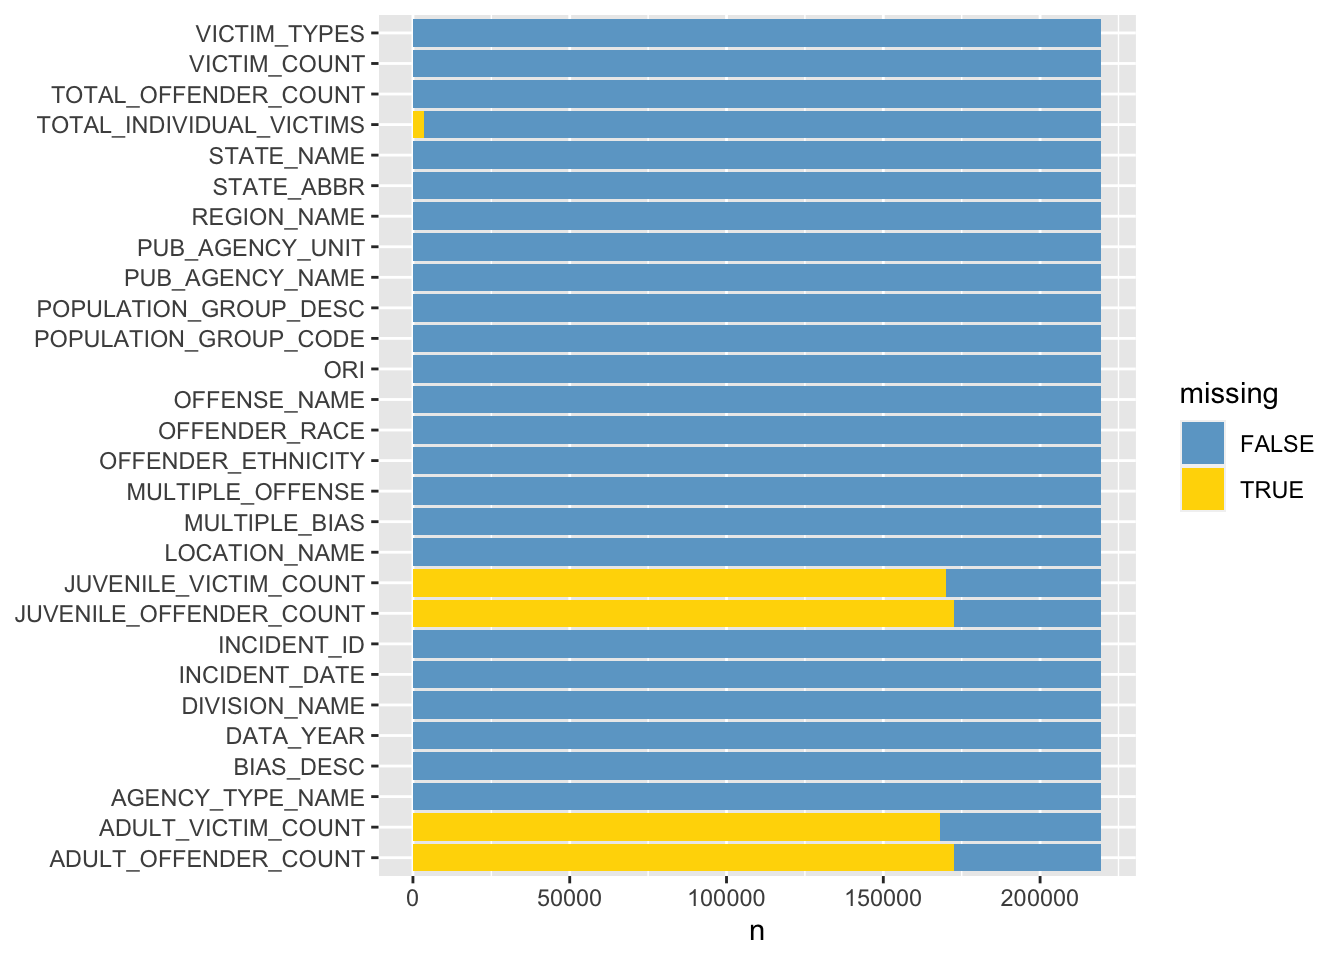 VICTIM_TYPES
VICTIM_COUNT
TOTAL_OFFENDER_COUNT
TOTAL_INDIVIDUAL_VICTIMS
STATE_NAME
STATE_ABBR
REGION_NAME
PUB_AGENCY_UNIT
PUB_AGENCY_NAME
POPULATION_GROUP_DESC
POPULATION_GROUP_CODE
ORI
OFFENSE_NAME
OFFENDER_RACE
OFFENDER_ETHNICITY
MULTIPLE_OFFENSE
MULTIPLE_BIAS
LOCATION_NAME
JUVENILE_VICTIM_COUNT
JUVENILE_OFFENDER_COUNT
INCIDENT_ID
INCIDENT_DATE
DIVISION_NAME
DATA_YEAR
BIAS_DESC
AGENCY_TYPE_NAME
ADULT_VICTIM_COUNT
ADULT_OFFENDER_COUNT
0 50000 100000 150000 200000
n
missing
FALSE
TRUE